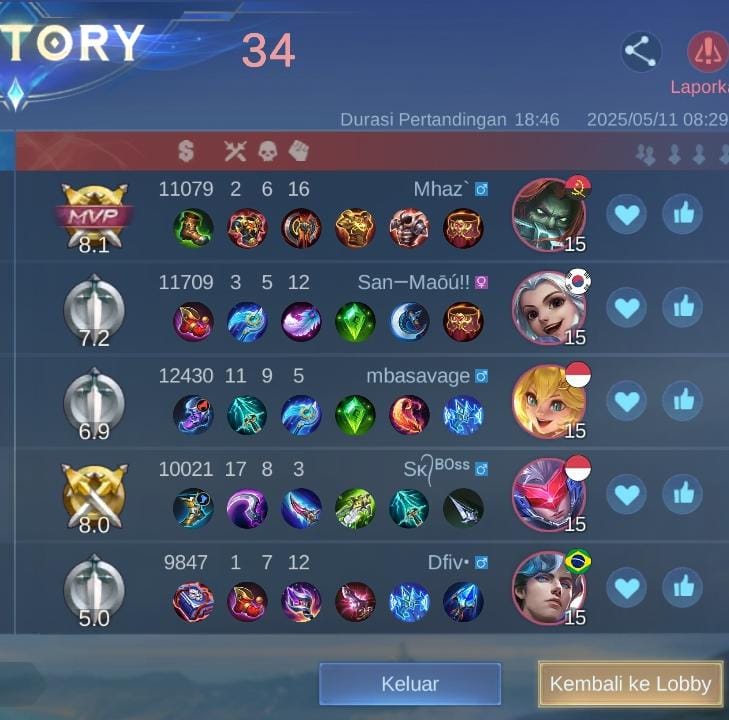 TORY 34
Laporka
Durasi Pertandingan 18:46 2025/05/11 08:29
MVP 8.1 11079 2 6 16 Mhaz` 15
7.2 11709 3 5 12 San一Maōú!! 15
6.9 12430 11 9 5 mbasavage 15
8.0 10021 17 8 3 Sᴋ᭄ᴮᴼˢˢ 15
5.0 9847 1 7 12 Dfiv• 15
Keluar Kembali ke Lobby